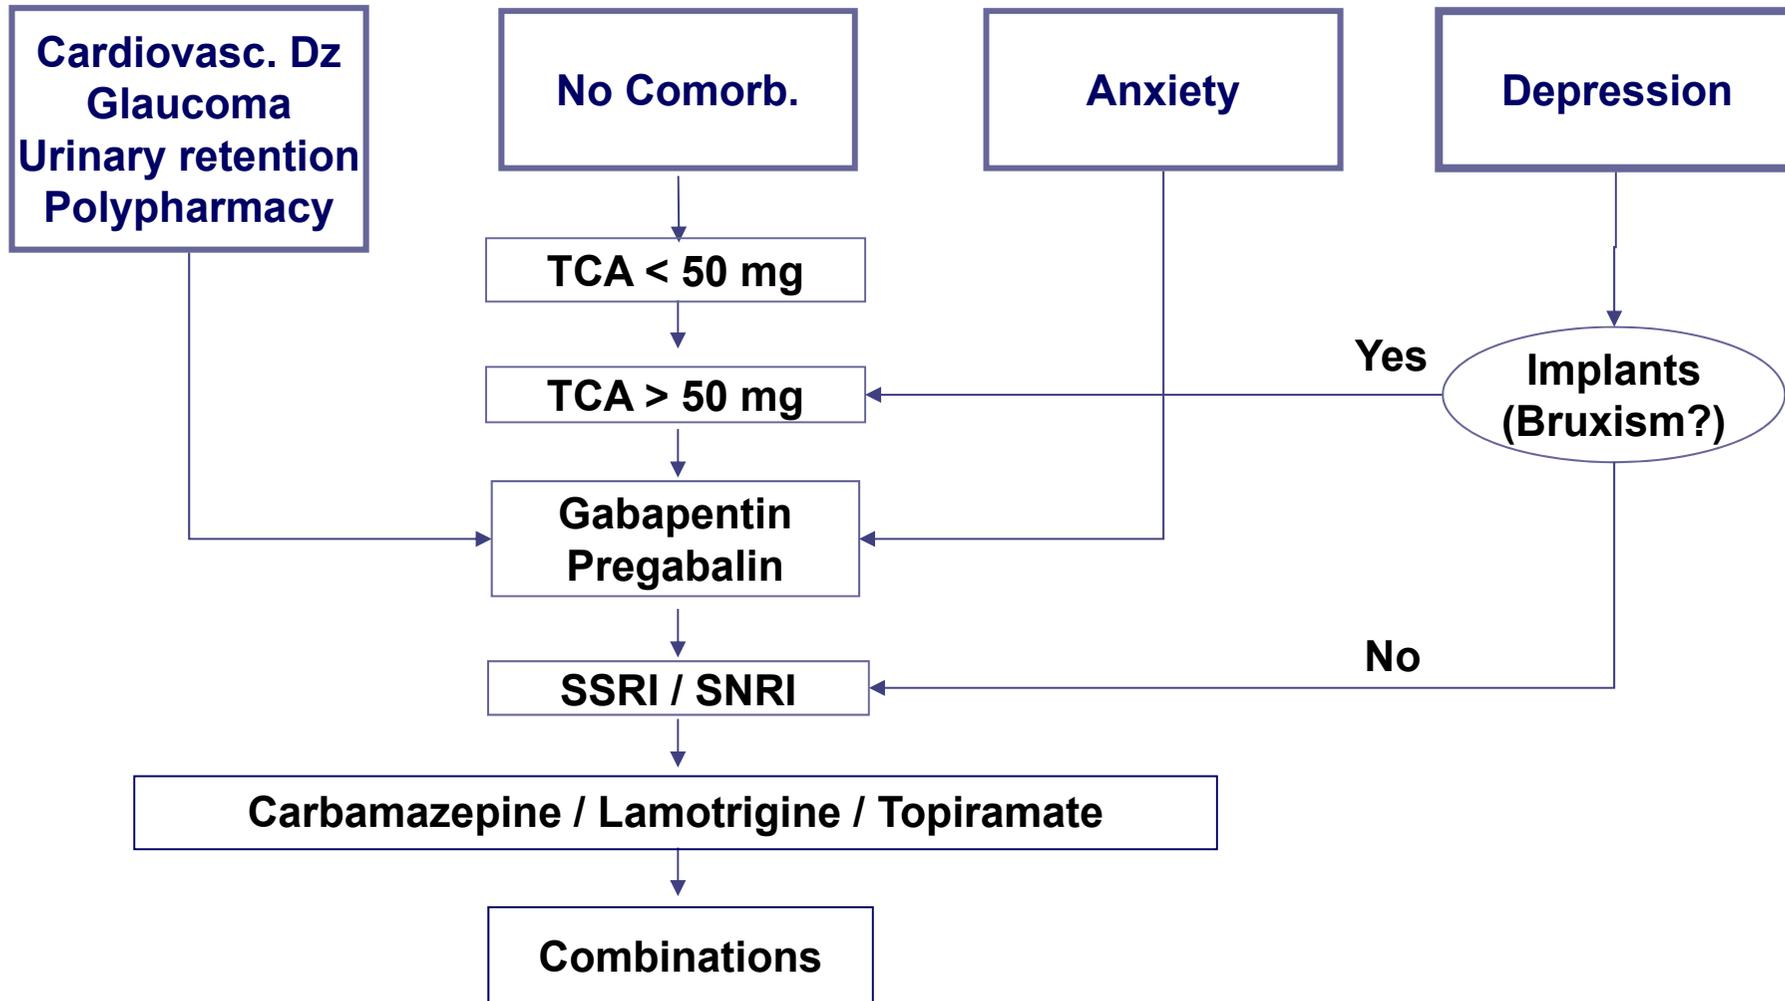 Cardiovasc. Dz
Glaucoma
Urinary retention
Polypharmacy
No Comorb.
Anxiety
Depression
TCA < 50 mg
TCA > 50 mg
Yes
Implants
(Bruxism?)
Gabapentin
Pregabalin
No
SSRI / SNRI
Carbamazepine / Lamotrigine / Topiramate
Combinations